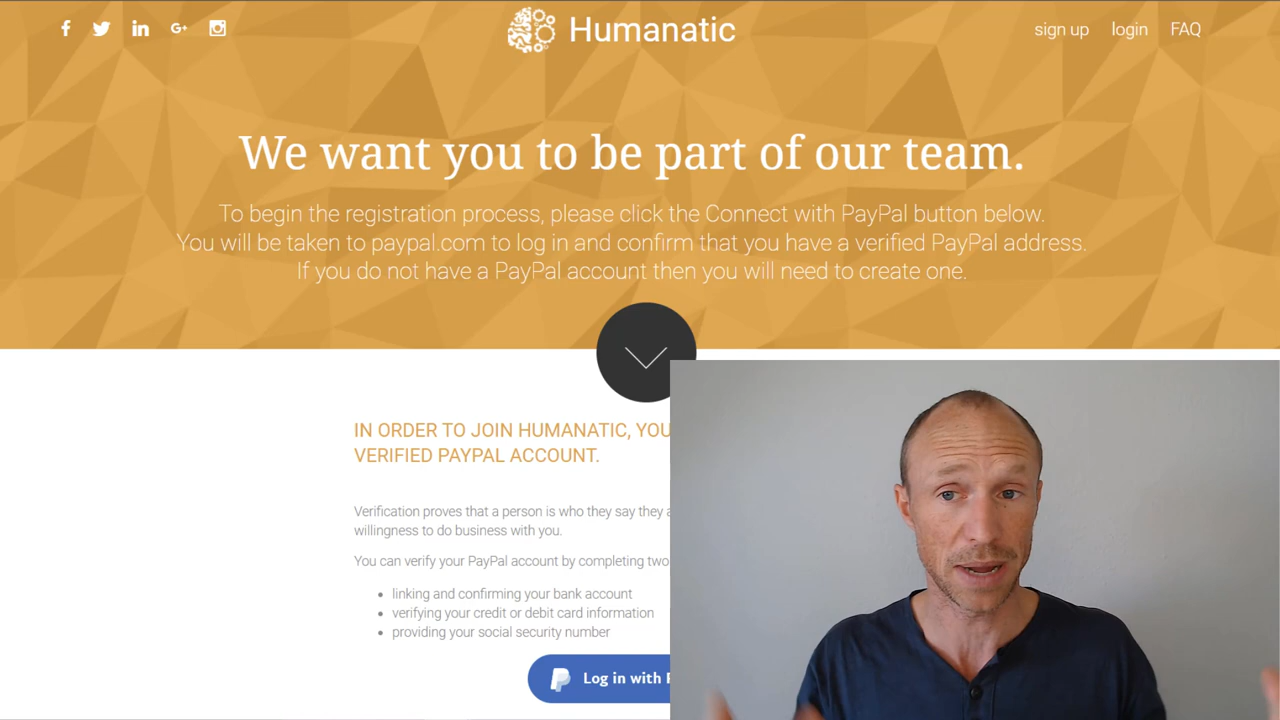 Humanatic
sign up login FAQ
We want you to be part of our team.
To begin the registration process, please click the Connect with PayPal button below.
You will be taken to paypal.com to log in and confirm that you have a verified PayPal address.
If you do not have a PayPal account then you will need to create one.
IN ORDER TO JOIN HUMANATIC, YOU
VERIFIED PAYPAL ACCOUNT.
Verification proves that a person is who they say they
willingness to do business with you.
You can verify your PayPal account by completing two
linking and confirming your bank account
verifying your credit or debit card information
providing your social security number
Log in with